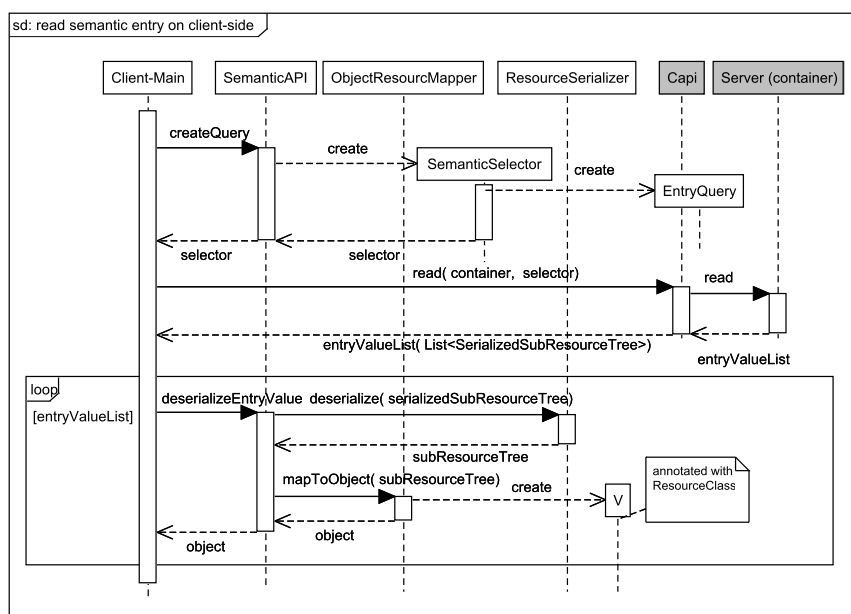 sd: read semantic entry on client-side
Client-Main
SemanticAPI
ObjectResourcMapper
ResourceSerializer
Capi
Server (container)
createQuery
create
SemanticSelector
create
EntryQuery
selector
selector
read( container, selector)
read
entryValueList( List<SerializedSubResourceTree>)
entryValueList
loop
[entryValueList]
deserializeEntryValue
deserialize( serializedSubResourceTree)
subResourceTree
mapToObject( subResourceTree)
create
V
annotated with
ResourceClass
object
object